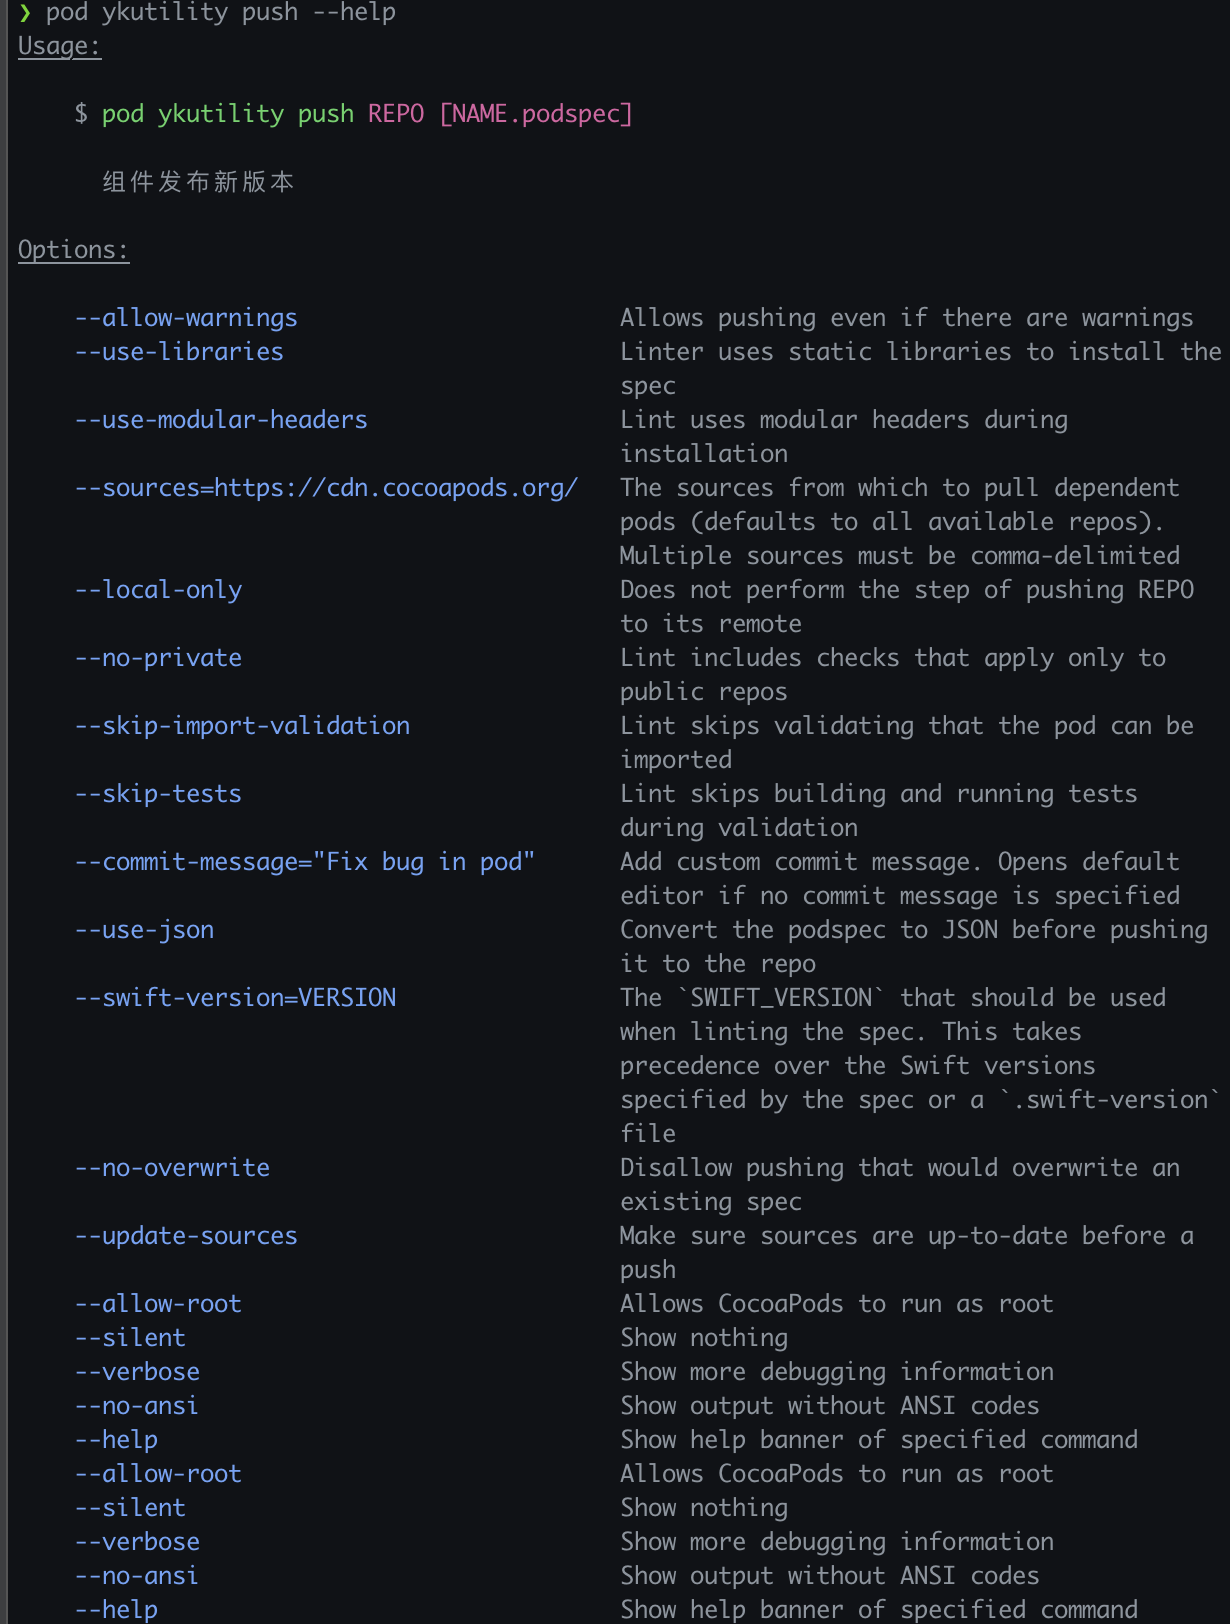 ❯ pod ykutility push --help
Usage:
$ pod ykutility push REPO [NAME.podspec]
组件发布新版本
Options:
--allow-warnings Allows pushing even if there are warnings
--use-libraries Linter uses static libraries to install the
spec
--use-modular-headers Lint uses modular headers during
installation
--sources=https://cdn.cocoapods.org/ The sources from which to pull dependent
pods (defaults to all available repos).
Multiple sources must be comma-delimited
--local-only Does not perform the step of pushing REPO
to its remote
--no-private Lint includes checks that apply only to
public repos
--skip-import-validation Lint skips validating that the pod can be
imported
--skip-tests Lint skips building and running tests
during validation
--commit-message="Fix bug in pod" Add custom commit message. Opens default
editor if no commit message is specified
--use-json Convert the podspec to JSON before pushing
it to the repo
--swift-version=VERSION The `SWIFT_VERSION` that should be used
when linting the spec. This takes
precedence over the Swift versions
specified by the spec or a `.swift-version`
file
--no-overwrite Disallow pushing that would overwrite an
existing spec
--update-sources Make sure sources are up-to-date before a
push
--allow-root Allows CocoaPods to run as root
--silent Show nothing
--verbose Show more debugging information
--no-ansi Show output without ANSI codes
--help Show help banner of specified command
--allow-root Allows CocoaPods to run as root
--silent Show nothing
--verbose Show more debugging information
--no-ansi Show output without ANSI codes
--help Show help banner of specified command